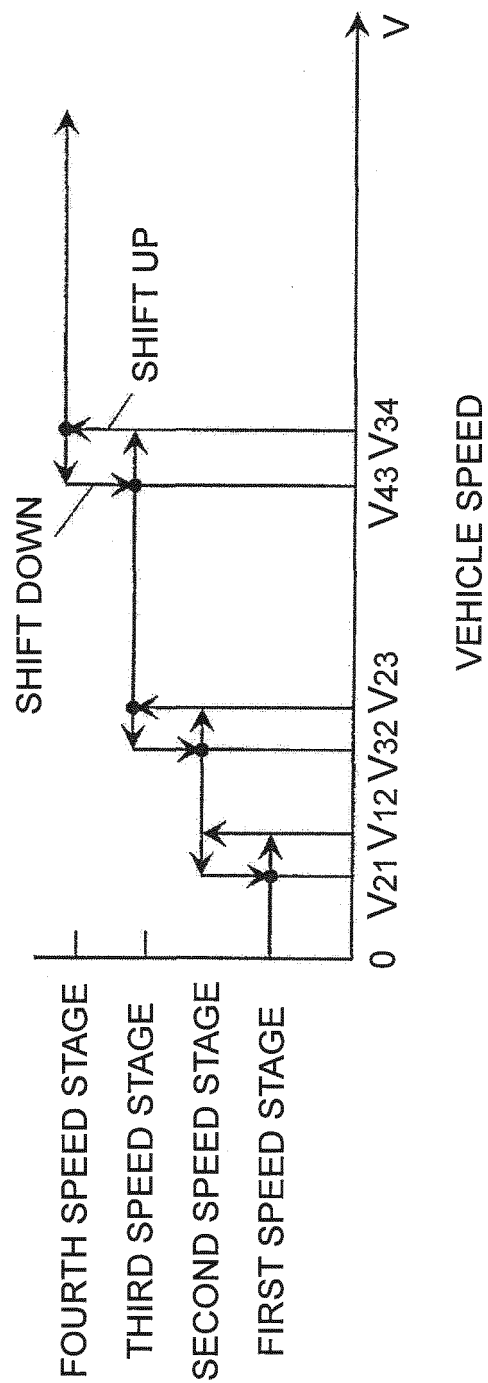 SHIFT DOWN
SHIFT UP
FOURTH SPEED STAGE
THIRD SPEED STAGE
SECOND SPEED STAGE
FIRST SPEED STAGE
0 V21 V12 V32 V23 V43 V34 V
VEHICLE SPEED